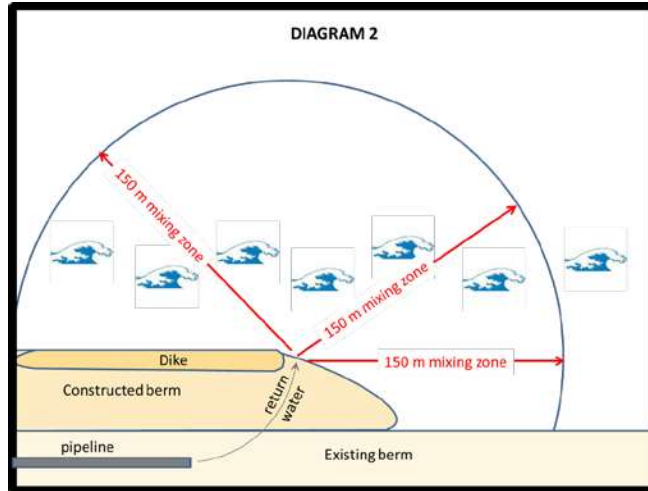 DIAGRAM 2
150 m mixing zone
150 m mixing zone
150 m mixing zone
Dike
Constructed berm
return
water
pipeline
Existing berm